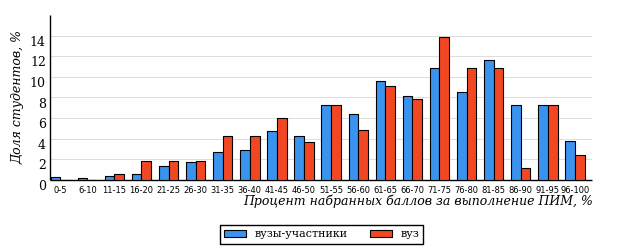 Доля студентов, %
14
12
10
8
6
4
2
0
0-5 6-10 11-15 16-20 21-25 26-30 31-35 36-40 41-45 46-50 51-55 56-60 61-65 66-70 71-75 76-80 81-85 86-90 91-95 96-100
Процент набранных баллов за выполнение ПИМ, %
вузы-участники вуз